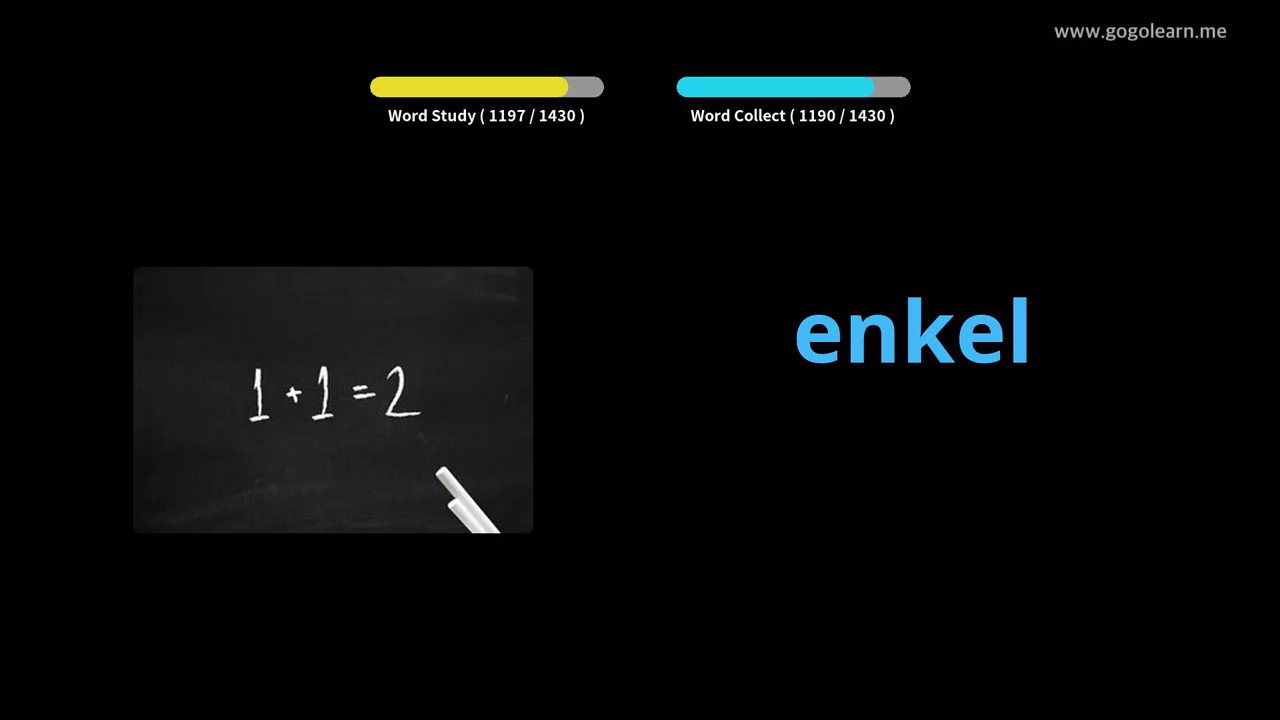 www.gogolearn.me
Word Study ( 1197 / 1430 )
Word Collect ( 1190 / 1430 )
enkel
1 + 1 = 2